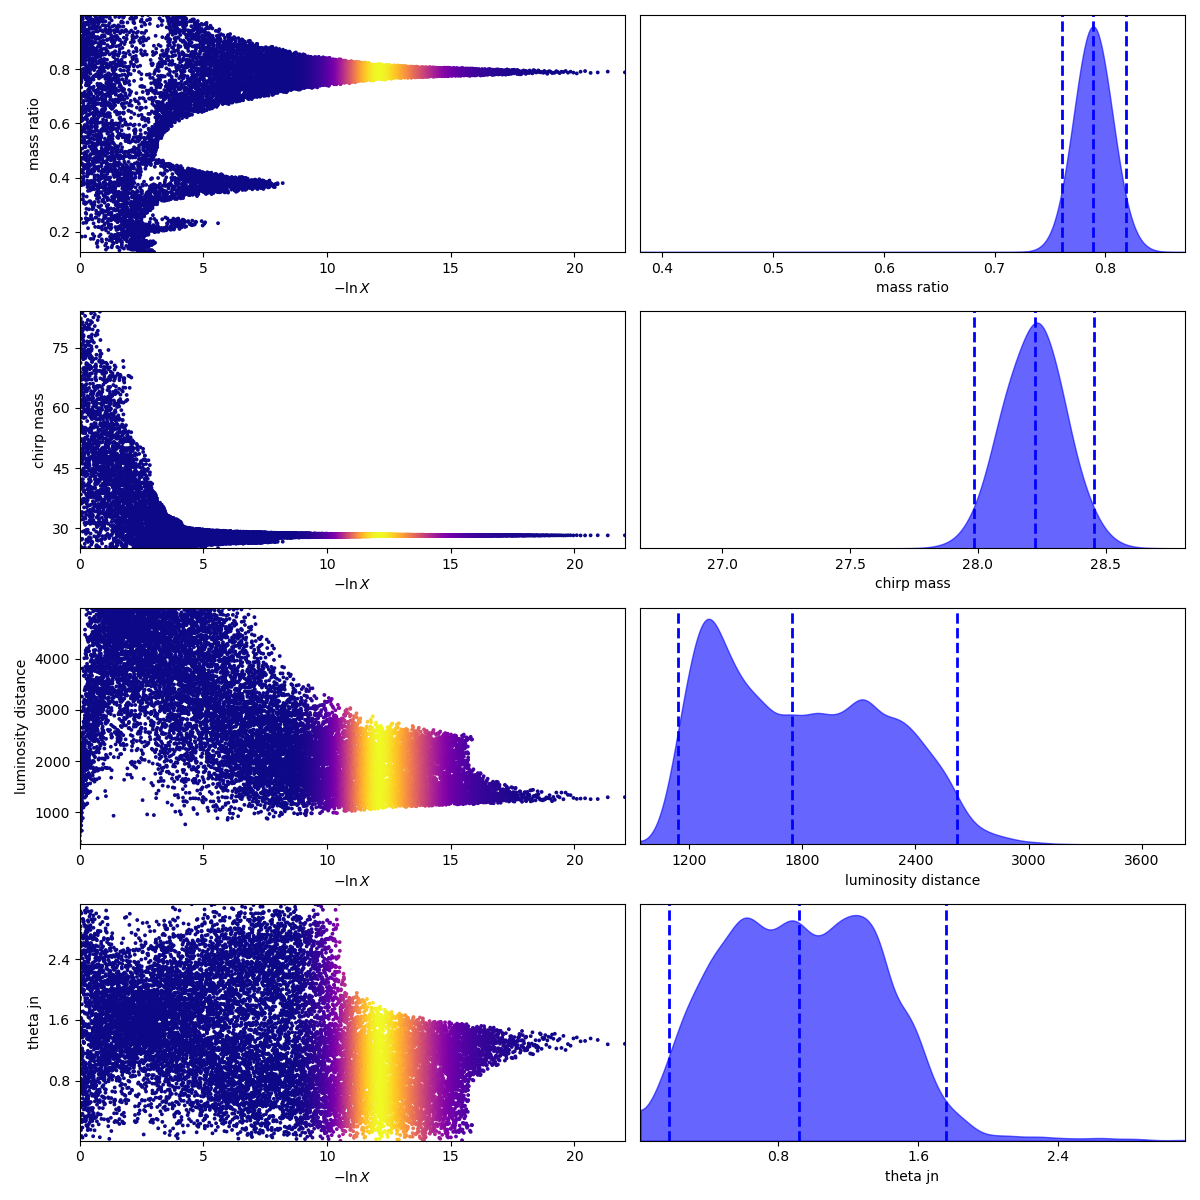 mass ratio
0.8
0.6
0.4
0.2
0 5 10 15 20
−ln X
0.4 0.5 0.6 0.7 0.8
mass ratio
chirp mass
75
60
45
30
0 5 10 15 20
−ln X
27.0 27.5 28.0 28.5
chirp mass
luminosity distance
4000
3000
2000
1000
0 5 10 15 20
−ln X
1200 1800 2400 3000 3600
luminosity distance
theta jn
2.4
1.6
0.8
0 5 10 15 20
−ln X
0.8 1.6 2.4
theta jn